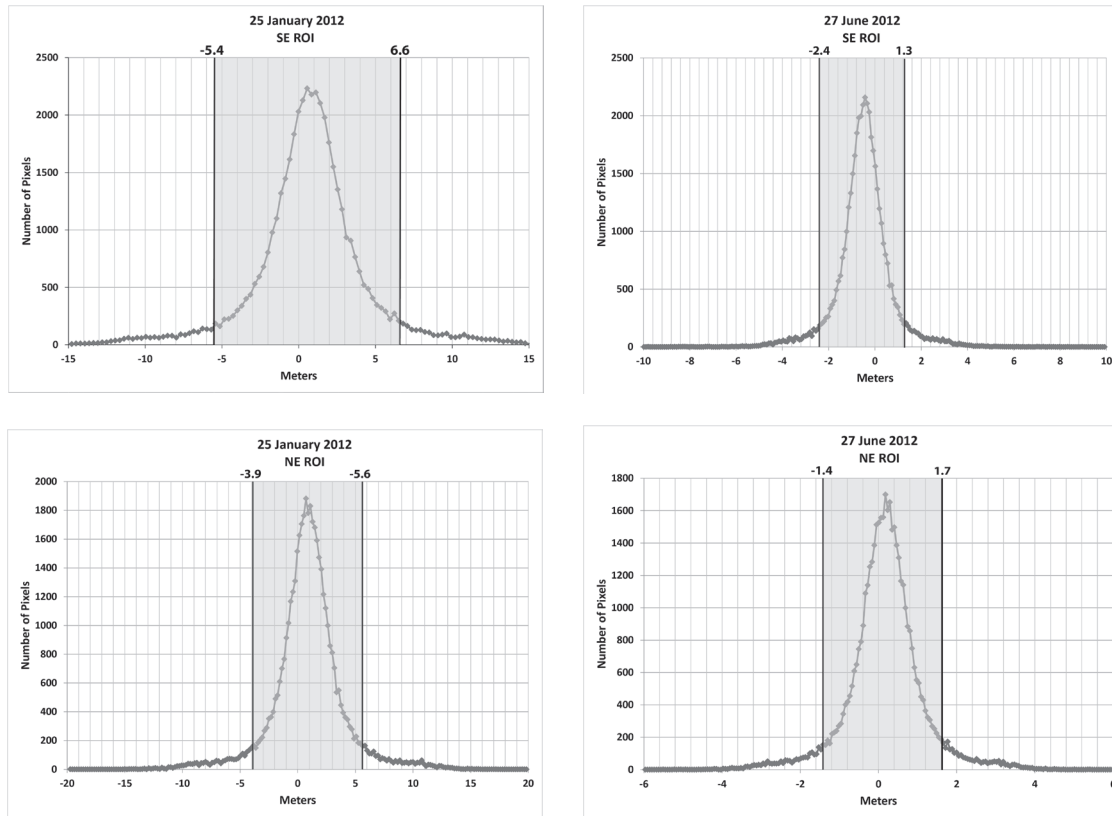 25 January 2012
SE ROI
-5.4 6.6
2500
2000
1500
1000
500
0
Number of Pixels
-15 -10 -5 0 5 10 15
Meters
27 June 2012
SE ROI
-2.4 1.3
2500
2000
1500
1000
500
0
Number of Pixels
-10 -8 -6 -4 -2 0 2 4 6 8 10
Meters
25 January 2012
NE ROI
-3.9 -5.6
2000
1800
1600
1400
1200
1000
800
600
400
200
0
Number of Pixels
-20 -15 -10 -5 0 5 10 15 20
Meters
27 June 2012
NE ROI
-1.4 1.7
1800
1600
1400
1200
1000
800
600
400
200
0
Number of Pixels
-6 -4 -2 0 2 4 6
Meters